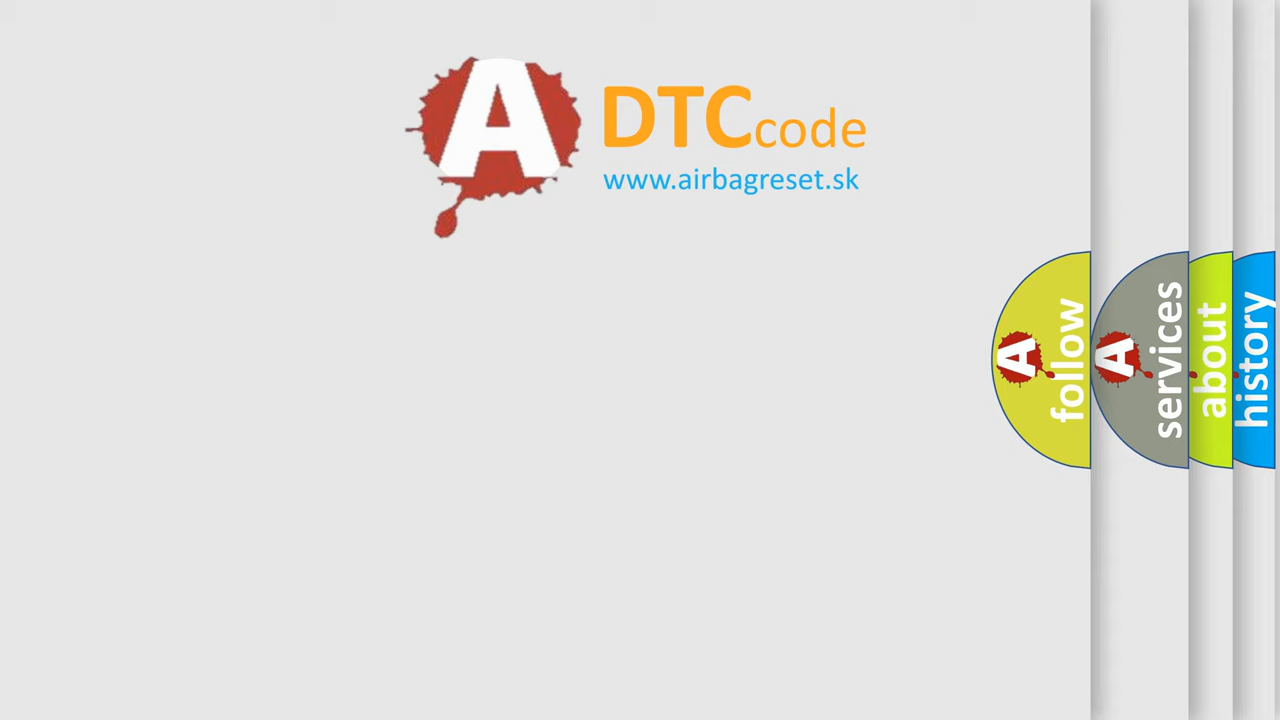 A
DTCcode
www.airbagreset.sk
A follow
A services
about
history